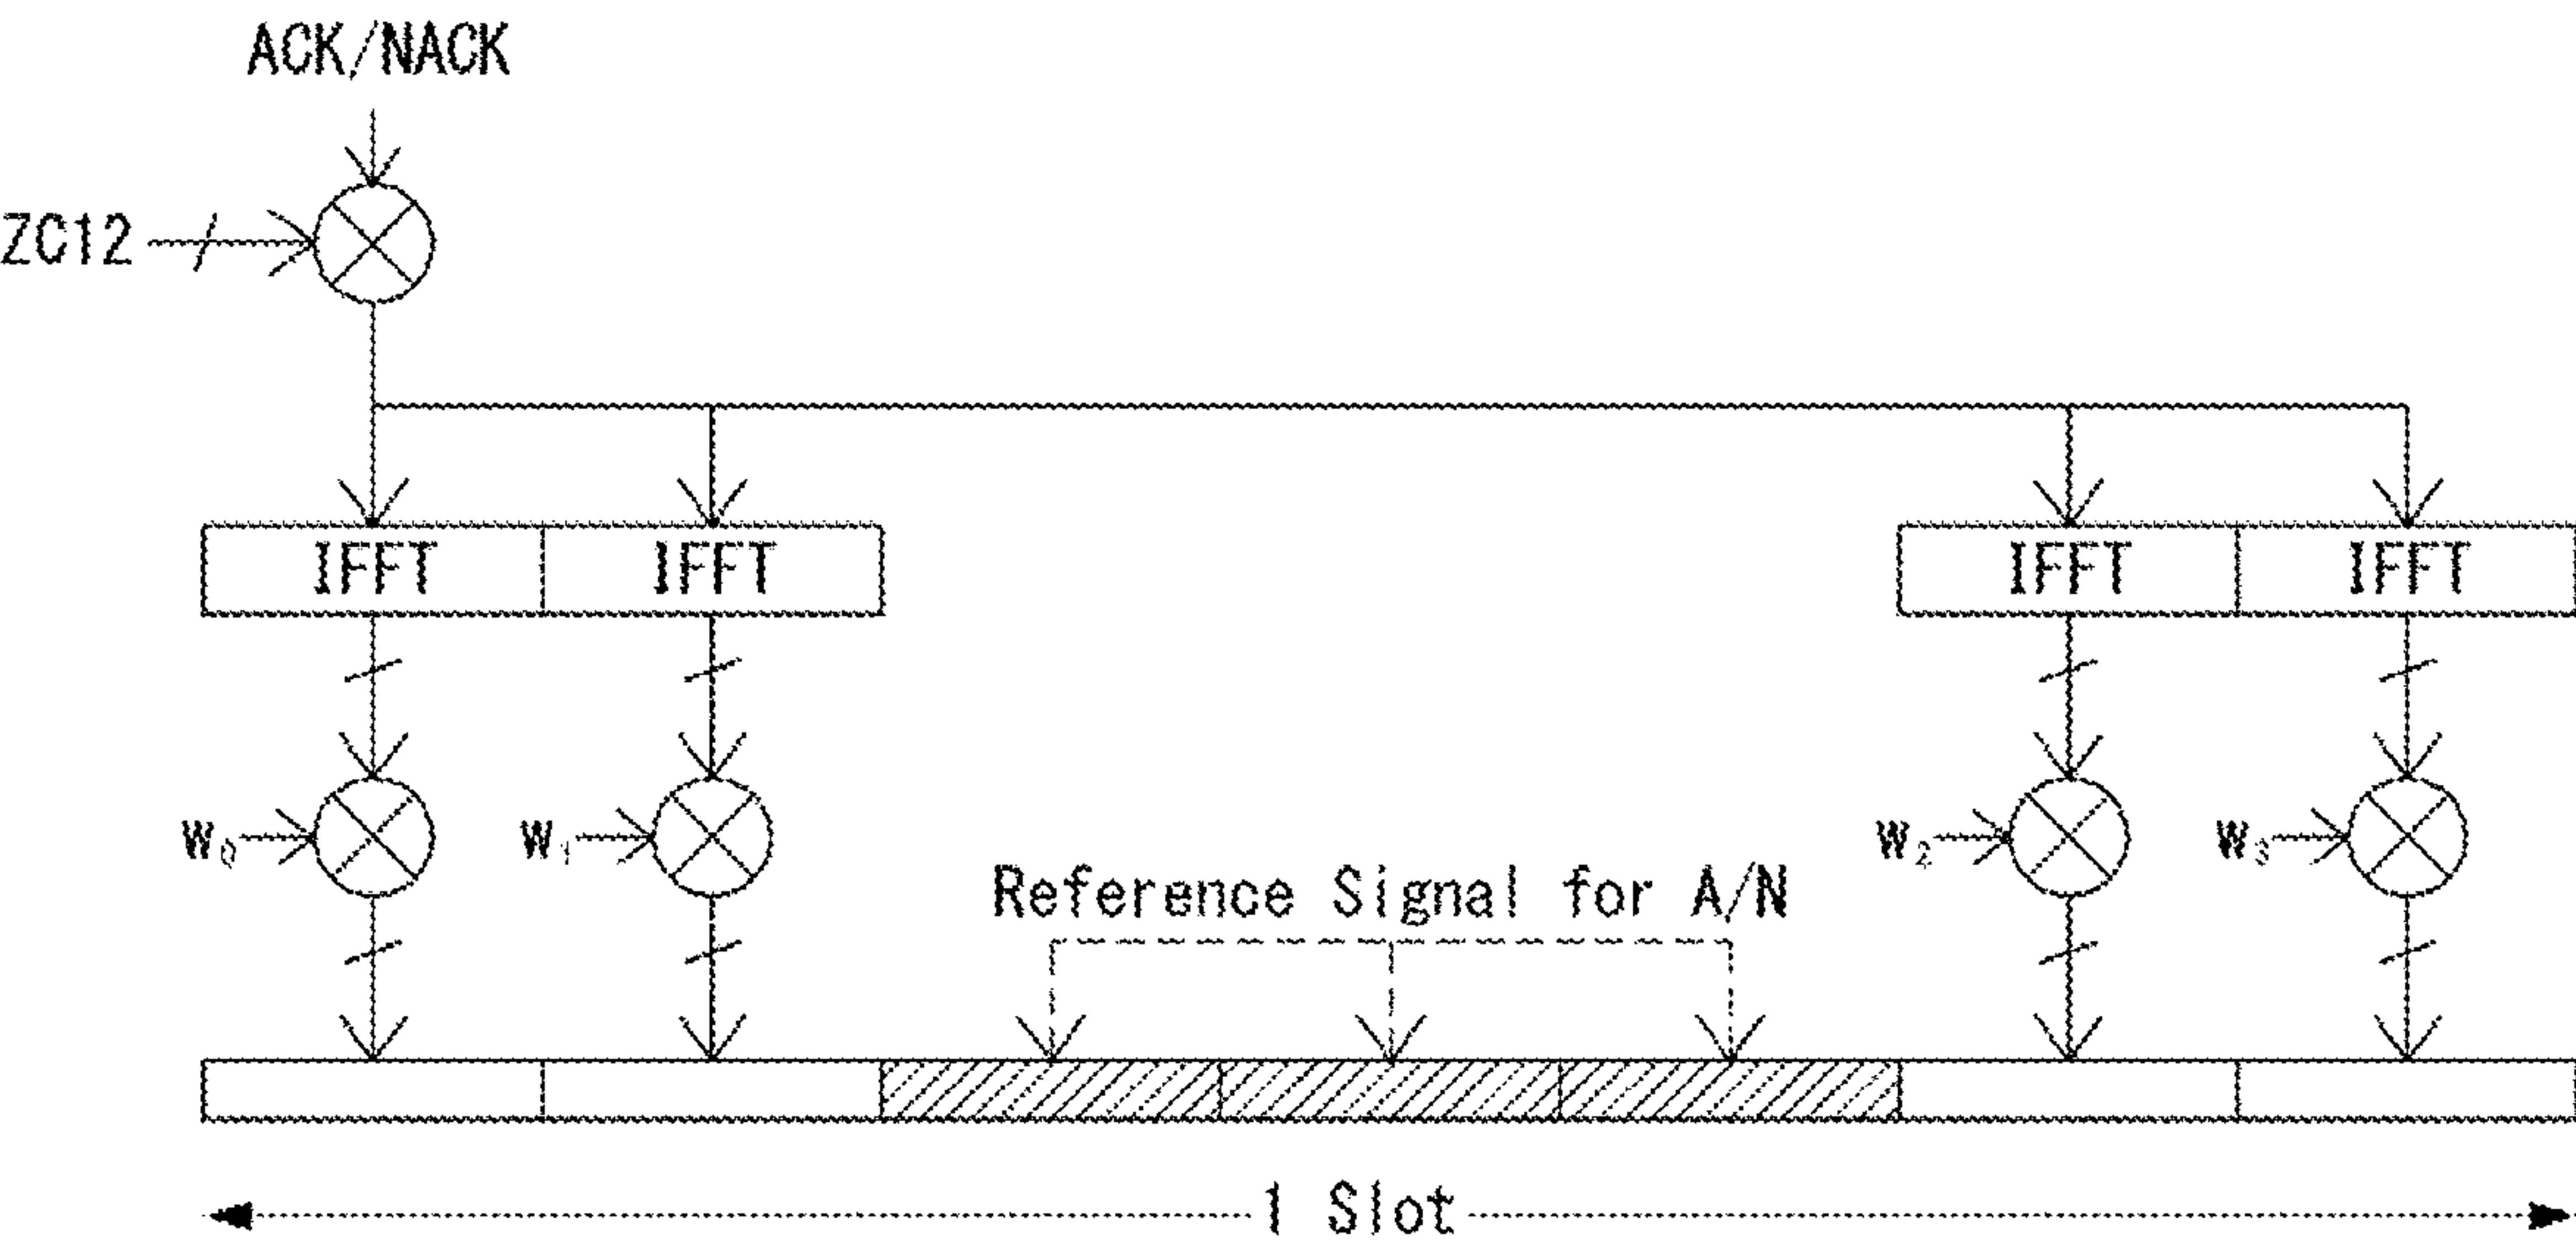 ACK/NACK
ZC12
IFFT IFFT IFFT IFFT
W0 W1 W2 W3
Reference Signal for A/N
1 Slot